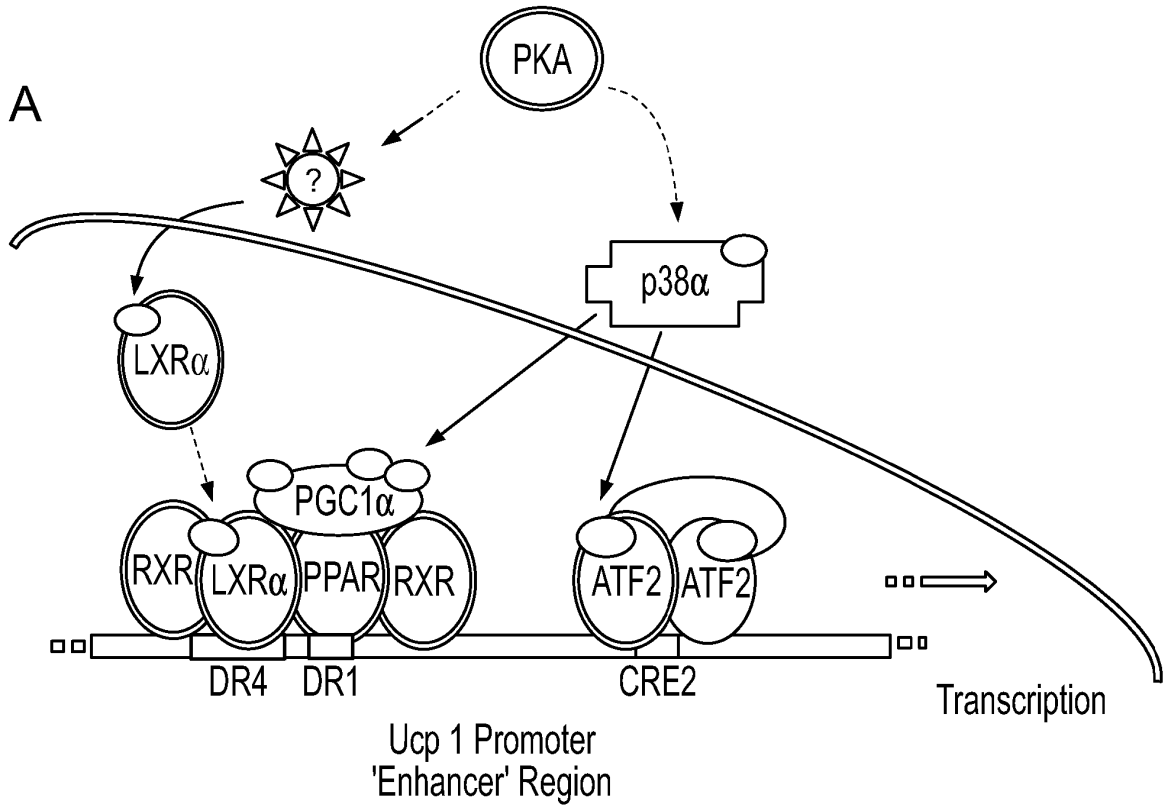 PKA
A
?
p38α
LXRα
PGC1α
RXR
LXRα
PPAR
RXR
ATF2
ATF2
DR4
DR1
CRE2
Transcription
Ucp 1 Promoter
'Enhancer' Region